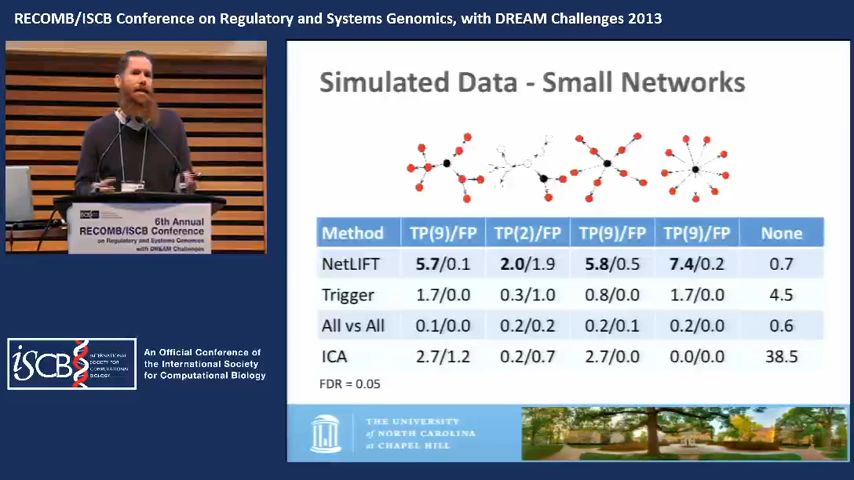 RECOMB/ISCB Conference on Regulatory and Systems Genomics, with DREAM Challenges 2013
Simulated Data - Small Networks
Method TP(9)/FP TP(2)/FP TP(9)/FP TP(9)/FP None
NetLIFT 5.7/0.1 2.0/1.9 5.8/0.5 7.4/0.2 0.7
Trigger 1.7/0.0 0.3/1.0 0.8/0.0 1.7/0.0 4.5
All vs All 0.1/0.0 0.2/0.2 0.2/0.1 0.2/0.0 0.6
ICA 2.7/1.2 0.2/0.7 2.7/0.0 0.0/0.0 38.5
FDR = 0.05
6th Annual
RECOMB/ISCB Conference
on Regulatory and Systems Genomics
with DREAM Challenges
iSCB
INTERNATIONAL
SOCIETY FOR
COMPUTATIONAL
BIOLOGY
An Official Conference of
the International Society
for Computational Biology
THE UNIVERSITY
of NORTH CAROLINA
at CHAPEL HILL